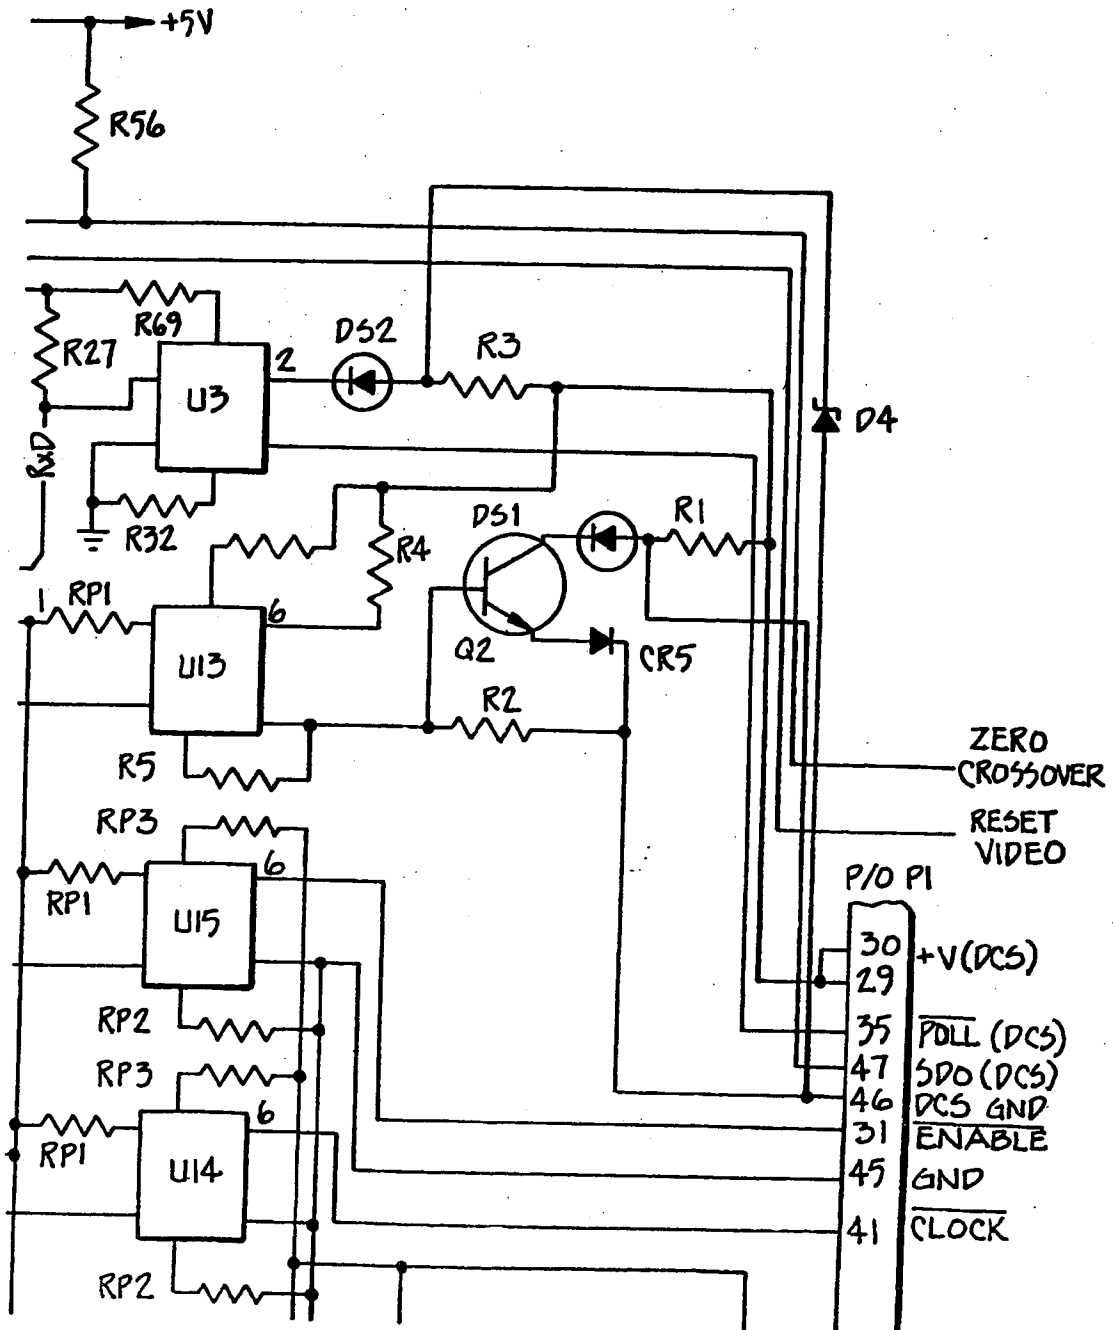 +5V
R56
R69
DS2
R3
R27
2
U3
D4
RxD
R32
DS1
R1
R4
1
RP1
6
U13
Q2
CR5
R2
R5
ZERO
CROSSOVER
RP3
RESET
VIDEO
6
RP1
U15
P/O P1
30
+V(DCS)
29
RP2
35
POLL (DCS)
RP3
47
SDO (DCS)
46
DCS GND
6
31
ENABLE
RP1
U14
45
GND
41
CLOCK
RP2